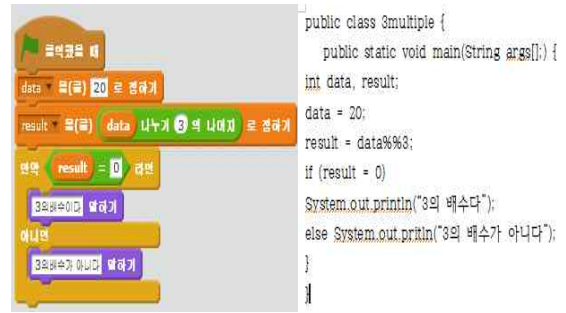 클릭했을 때
data 을(를) 20 로 정하기
result 을(를) data 나누기 3 의 나머지 로 정하기
만약 result = 0 라면
3의배수이다 말하기
아니면
3의배수가 아니다 말하기
public class 3multiple {
public static void main(String args[];) {
int data, result;
data = 20;
result = data%%3;
if (result = 0)
System.out.println("3의 배수다");
else System.out.pritln("3의 배수가 아니다");
}
}